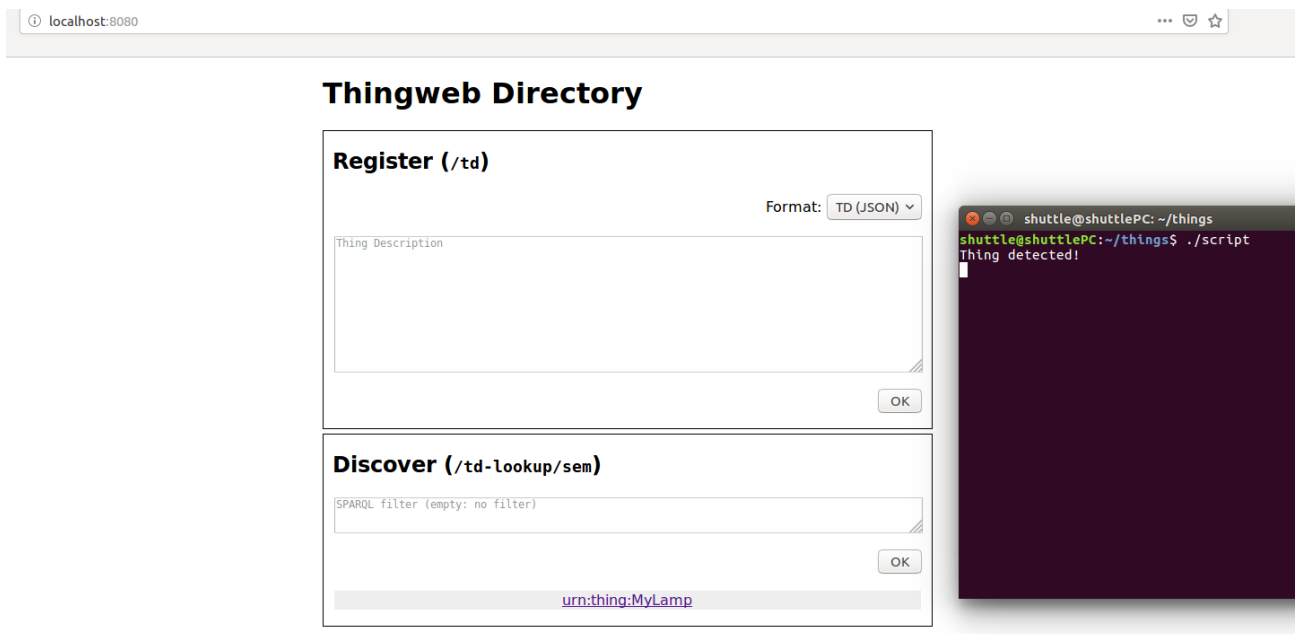 localhost:8080
Thingweb Directory
Register (/td)
Format: TD (JSON)
Thing Description
OK
Discover (/td-lookup/sem)
SPARQL filter (empty: no filter)
OK
urn:thing:MyLamp
shuttle@shuttlePC: ~/things
shuttle@shuttlePC:~/things$ ./script
Thing detected!